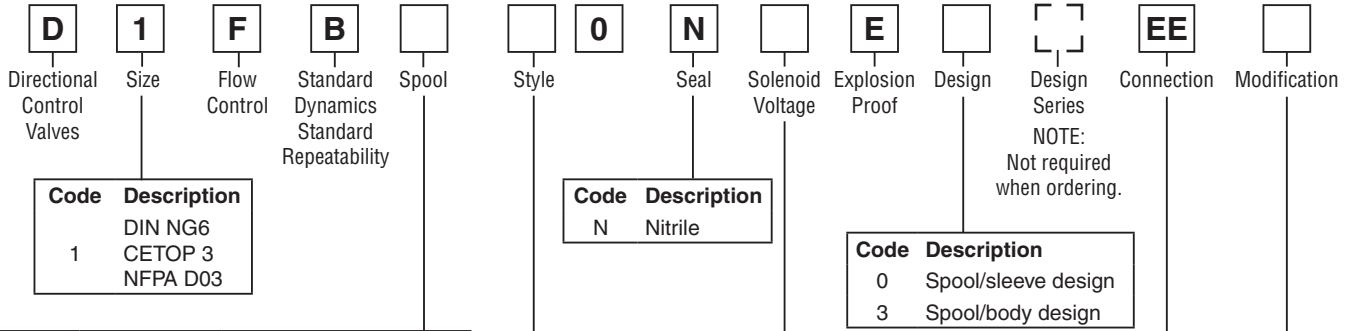 D 1 F B 0 N E EE
Directional Control Valves
Size
Flow Control
Standard Dynamics Standard Repeatability
Spool
Style
Seal
Solenoid Voltage
Explosion Proof
Design
Design Series
NOTE:
Not required
when ordering.
Connection
Modification
Code Description
DIN NG6
1 CETOP 3
NFPA D03
Code Description
N Nitrile
Code Description
0 Spool/sleeve design
3 Spool/body design